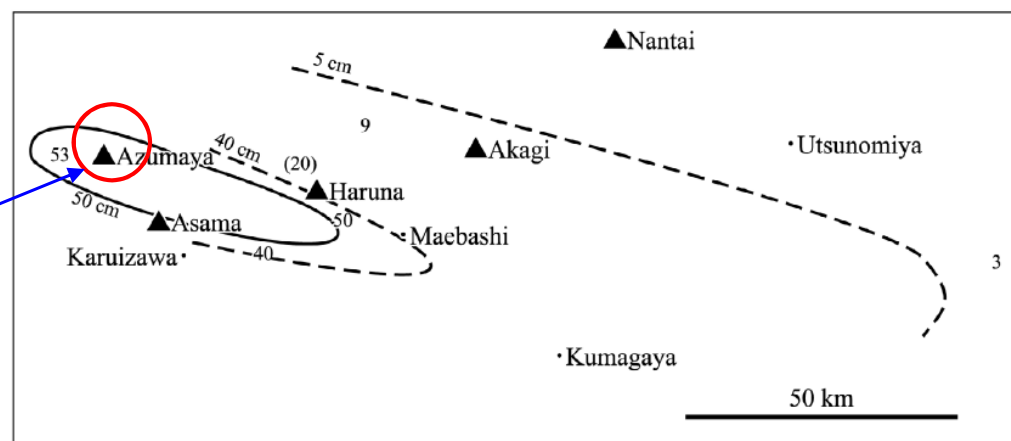 Nantai
5 cm
9
Utsunomiya
40 cm
Akagi
53
Azumaya
(20)
Haruna
50 cm
Asama
50
Maebashi
Karuizawa
40
3
Kumagaya
50 km